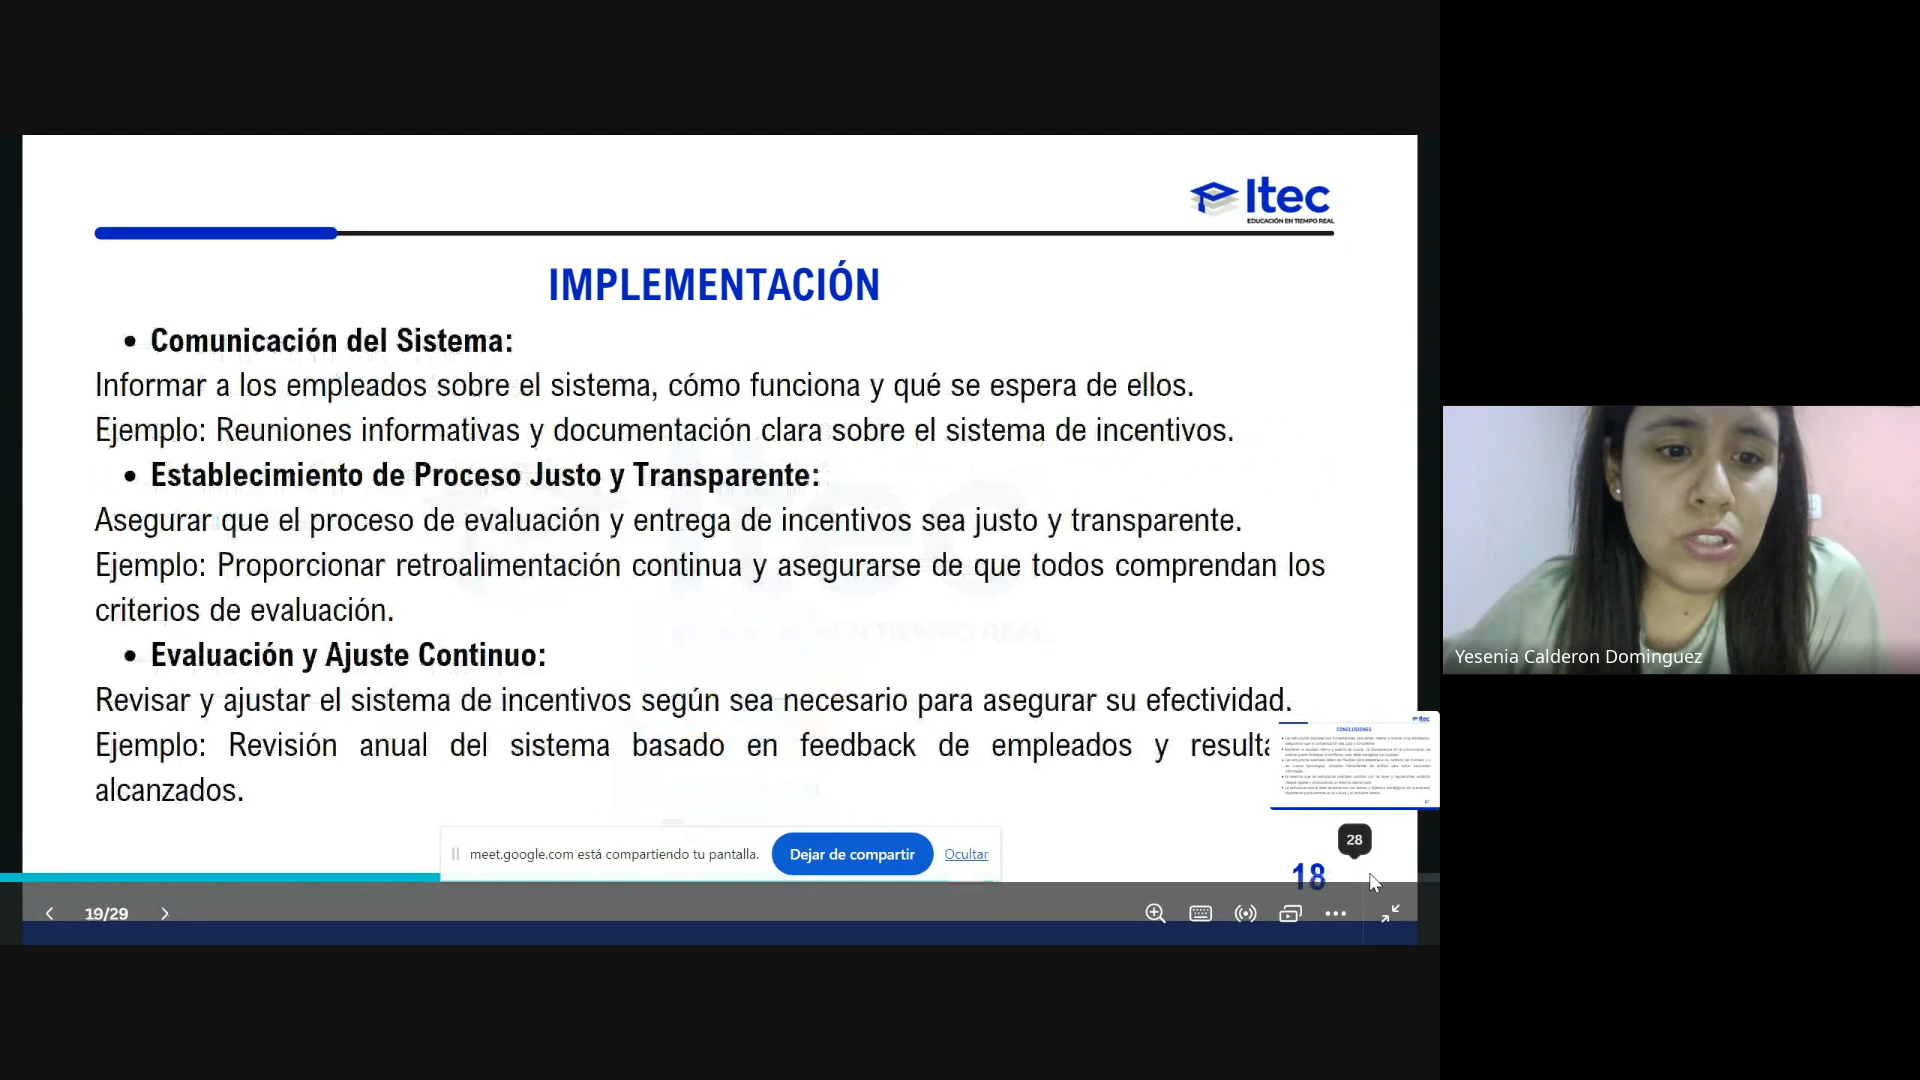 Itec
EDUCACIÓN EN TIEMPO REAL
IMPLEMENTACIÓN
• Comunicación del Sistema:
Informar a los empleados sobre el sistema, cómo funciona y qué se espera de ellos.
Ejemplo: Reuniones informativas y documentación clara sobre el sistema de incentivos.
• Establecimiento de Proceso Justo y Transparente:
Asegurar que el proceso de evaluación y entrega de incentivos sea justo y transparente.
Ejemplo: Proporcionar retroalimentación continua y asegurarse de que todos comprendan los
criterios de evaluación.
• Evaluación y Ajuste Continuo:
Revisar y ajustar el sistema de incentivos según sea necesario para asegurar su efectividad.
Ejemplo: Revisión anual del sistema basado en feedback de empleados y resulta
alcanzados.
Itec
CONCLUSIONES
28
18
meet.google.com está compartiendo tu pantalla.
Dejar de compartir
Ocultar
19/29
Yesenia Calderon Dominguez